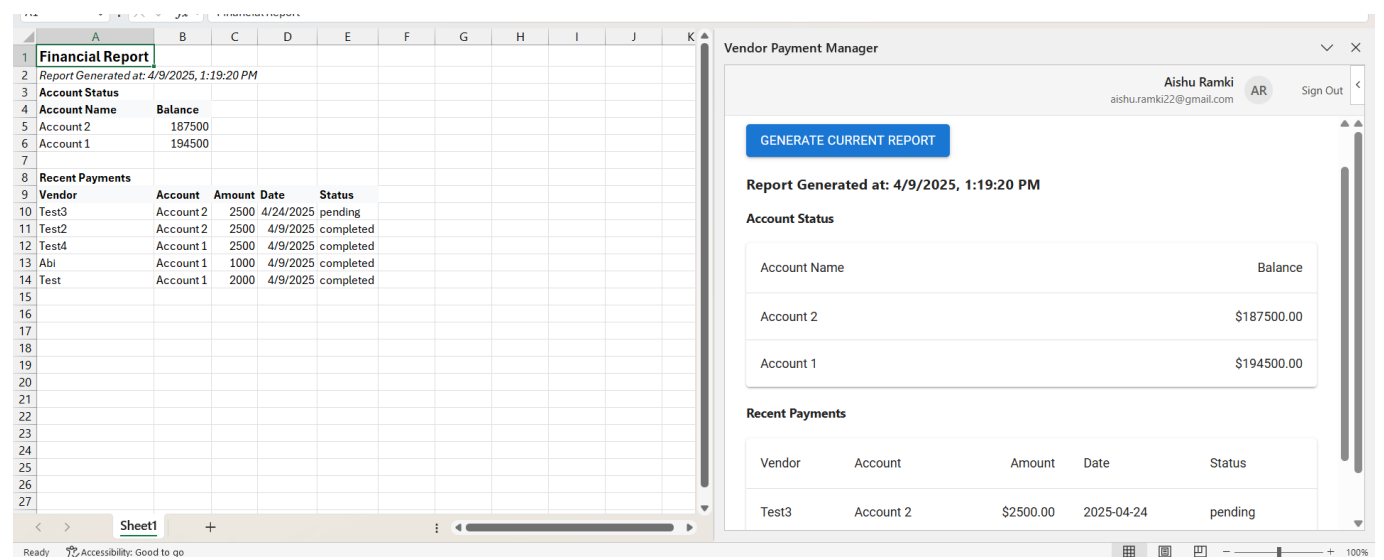 A B C D E F G H I J K
1 Financial Report
2 Report Generated at: 4/9/2025, 1:19:20 PM
3 Account Status
4 Account Name Balance
5 Account 2 187500
6 Account 1 194500
7
8 Recent Payments
9 Vendor Account Amount Date Status
10 Test3 Account 2 2500 4/24/2025 pending
11 Test2 Account 2 2500 4/9/2025 completed
12 Test4 Account 1 2500 4/9/2025 completed
13 Abi Account 1 1000 4/9/2025 completed
14 Test Account 1 2000 4/9/2025 completed
15
16
17
18
19
20
21
22
23
24
25
26
27
Sheet1
Ready Accessibility: Good to go
Vendor Payment Manager
Aishu Ramki
aishu.ramki22@gmail.com
AR
Sign Out
GENERATE CURRENT REPORT
Report Generated at: 4/9/2025, 1:19:20 PM
Account Status
Account Name Balance
Account 2 $187500.00
Account 1 $194500.00
Recent Payments
Vendor Account Amount Date Status
Test3 Account 2 $2500.00 2025-04-24 pending
100%